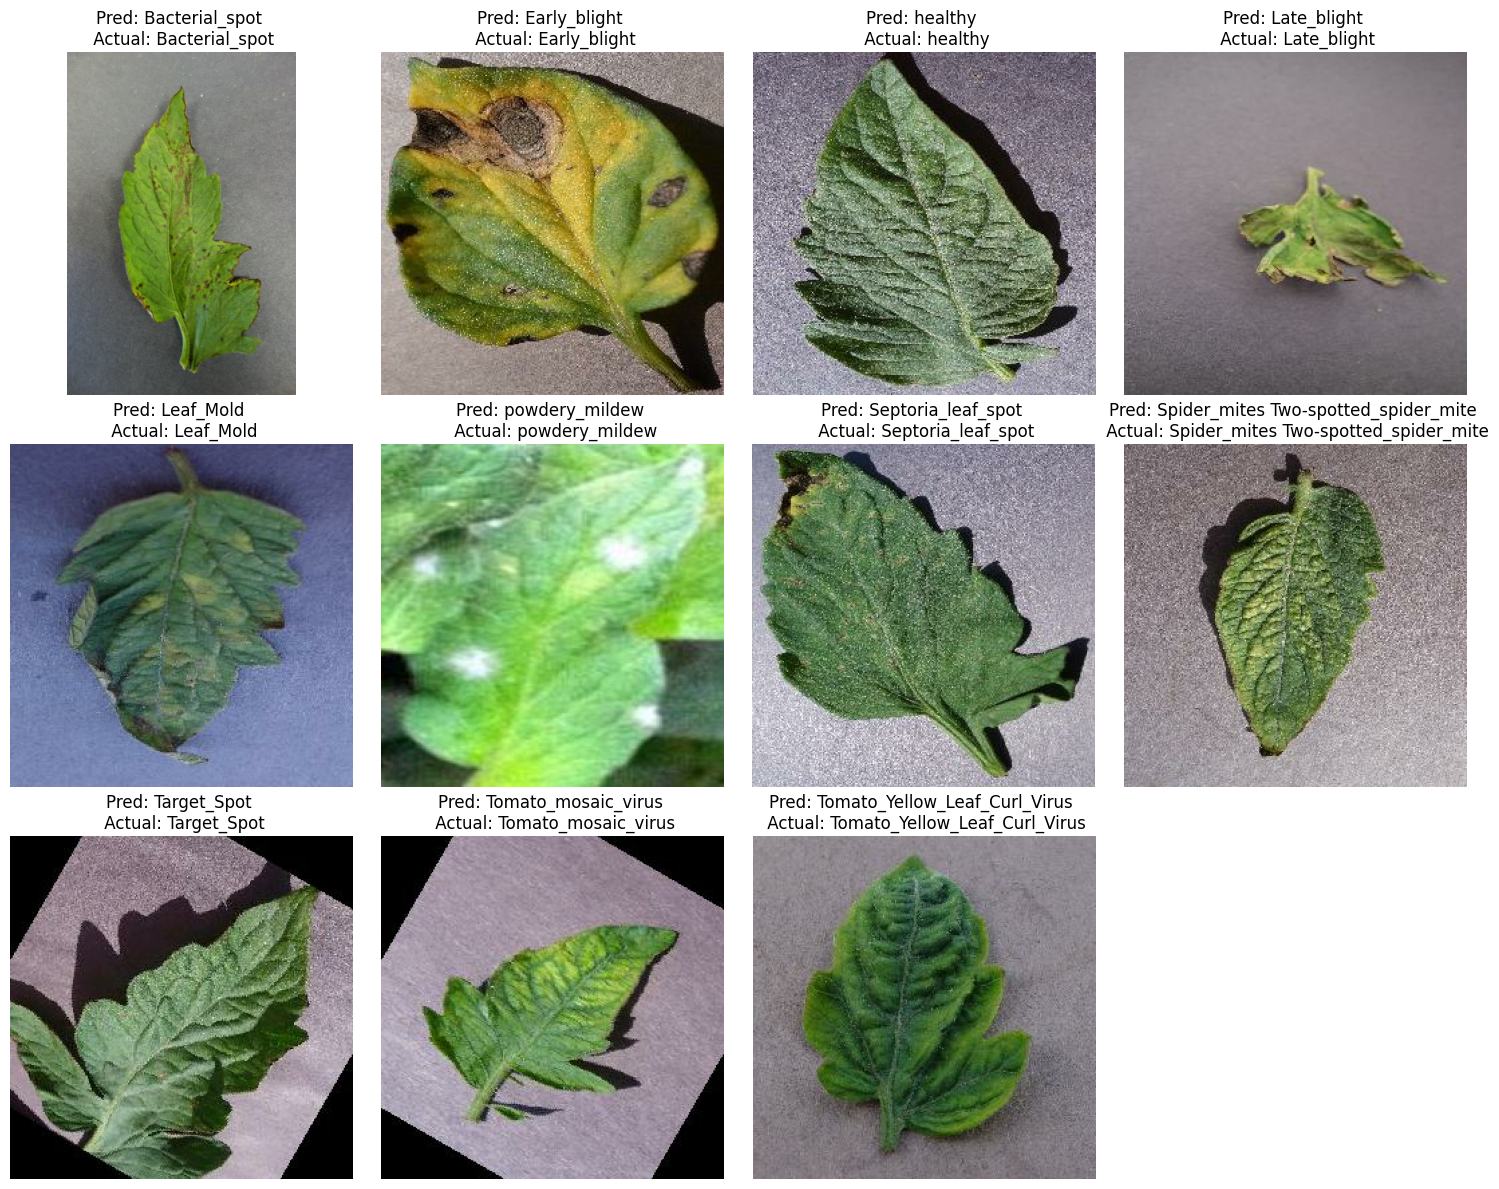 Pred: Bacterial_spot
Actual: Bacterial_spot
Pred: Early_blight
Actual: Early_blight
Pred: healthy
Actual: healthy
Pred: Late_blight
Actual: Late_blight
Pred: Leaf_Mold
Actual: Leaf_Mold
Pred: powdery_mildew
Actual: powdery_mildew
Pred: Septoria_leaf_spot
Actual: Septoria_leaf_spot
Pred: Spider_mites Two-spotted_spider_mite
Actual: Spider_mites Two-spotted_spider_mite
Pred: Target_Spot
Actual: Target_Spot
Pred: Tomato_mosaic_virus
Actual: Tomato_mosaic_virus
Pred: Tomato_Yellow_Leaf_Curl_Virus
Actual: Tomato_Yellow_Leaf_Curl_Virus